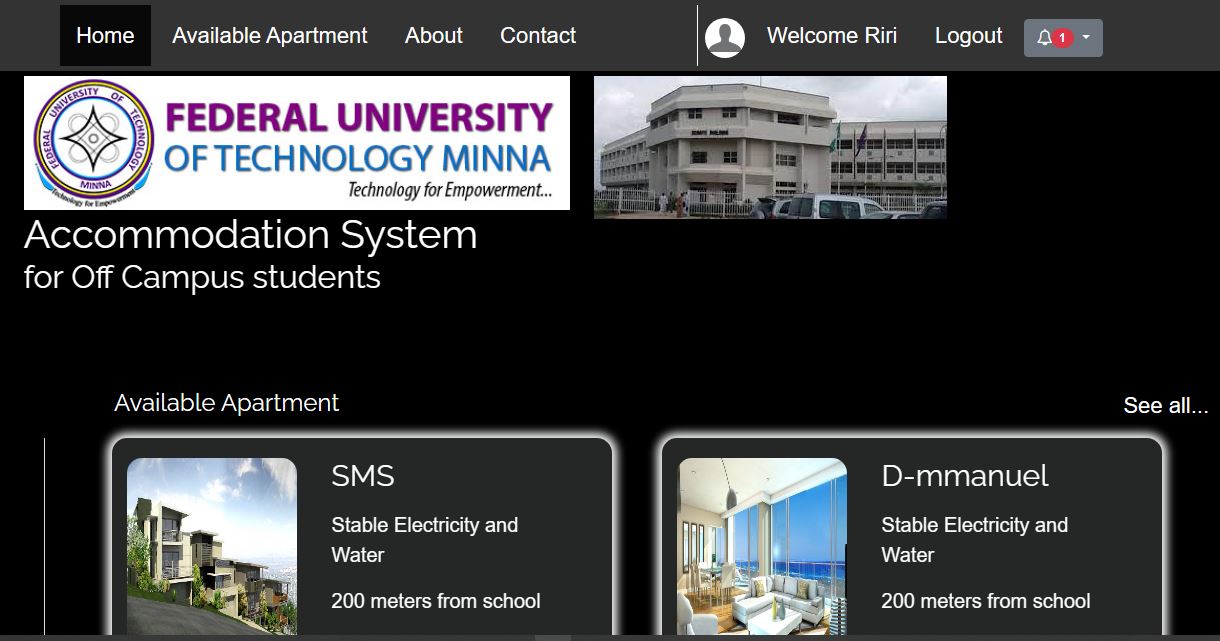 Home Available Apartment About Contact Welcome Riri Logout 1
FEDERAL UNIVERSITY OF TECHNOLOGY
MINNA
Technology for Empowerment
FEDERAL UNIVERSITY
OF TECHNOLOGY MINNA
Technology for Empowerment...
Accommodation System
for Off Campus students
Available Apartment
See all...
SMS
Stable Electricity and
Water
200 meters from school
D-mmanuel
Stable Electricity and
Water
200 meters from school